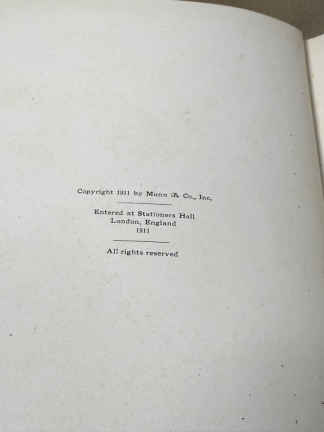 Copyright 1911 by Munn & Co., Inc.
Entered at Stationers Hall
London, England
1911
All rights reserved